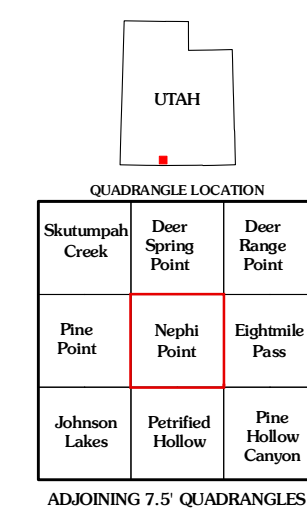 UTAH
QUADRANGLE LOCATION
Skutumpah
Creek
Deer
Spring
Point
Deer
Range
Point
Pine
Point
Nephi
Point
Eightmile
Pass
Johnson
Lakes
Petrified
Hollow
Pine
Hollow
Canyon
ADJOINING 7.5' QUADRANGLES